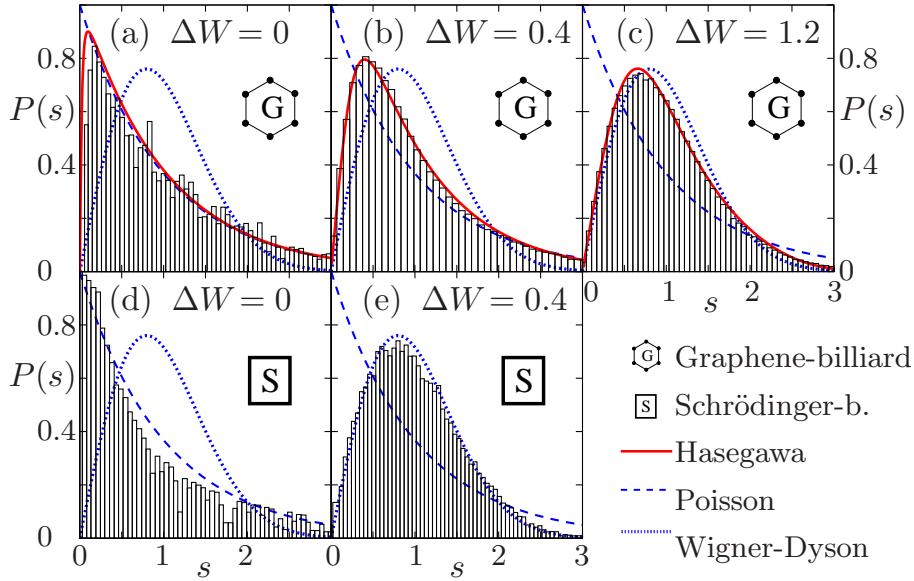 (a) ΔW = 0
(b) ΔW = 0.4
(c) ΔW = 1.2
P(s)
0.8
0.4
0
G
G
G
P(s)
0.8
0.4
0
0 1 2 3
s
(d) ΔW = 0
(e) ΔW = 0.4
P(s)
0.8
0.4
0
S
S
0 1 2
s
0 1 2 3
s
G Graphene-billiard
S Schrödinger-b.
Hasegawa
Poisson
Wigner-Dyson